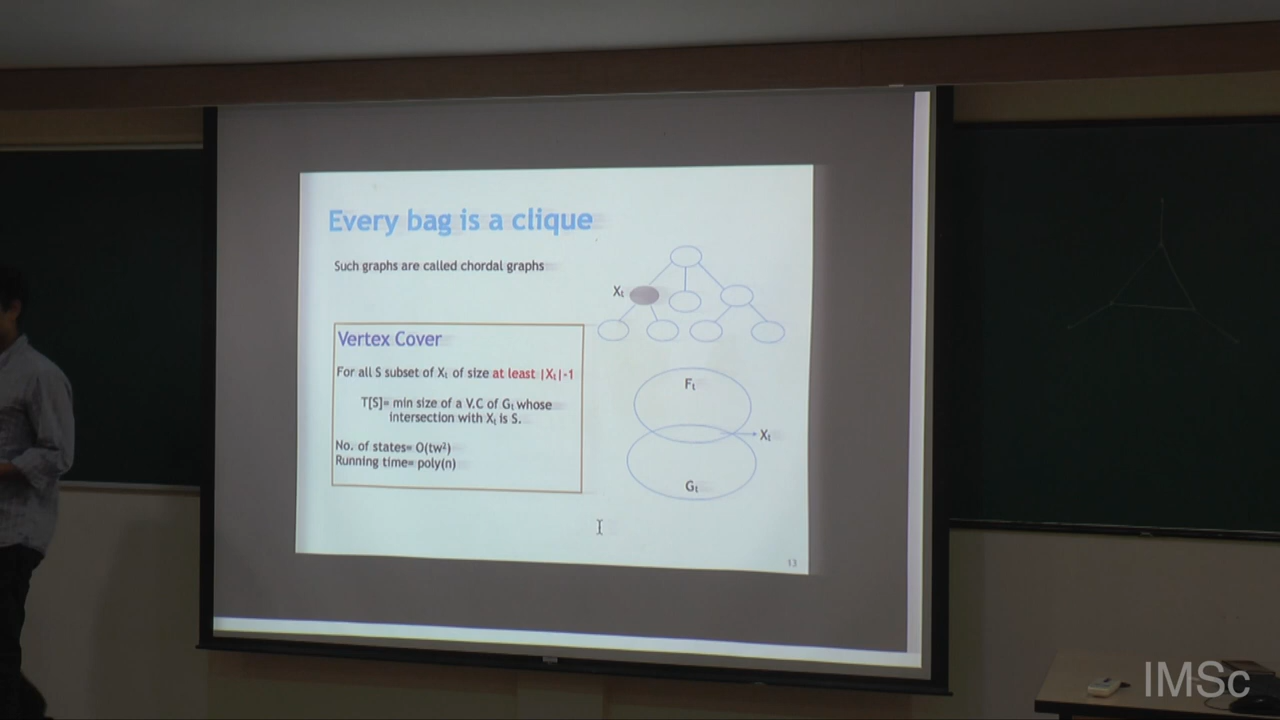 Every bag is a clique
Such graphs are called chordal graphs
Xₜ
Vertex Cover
For all S subset of Xₜ of size at least |Xₜ|-1
T[S]= min size of a V.C of Gₜ whose
intersection with Xₜ is S.
No. of states= O(tw²)
Running time= poly(n)
Fₜ
Xₜ
Gₜ
13
IMSc